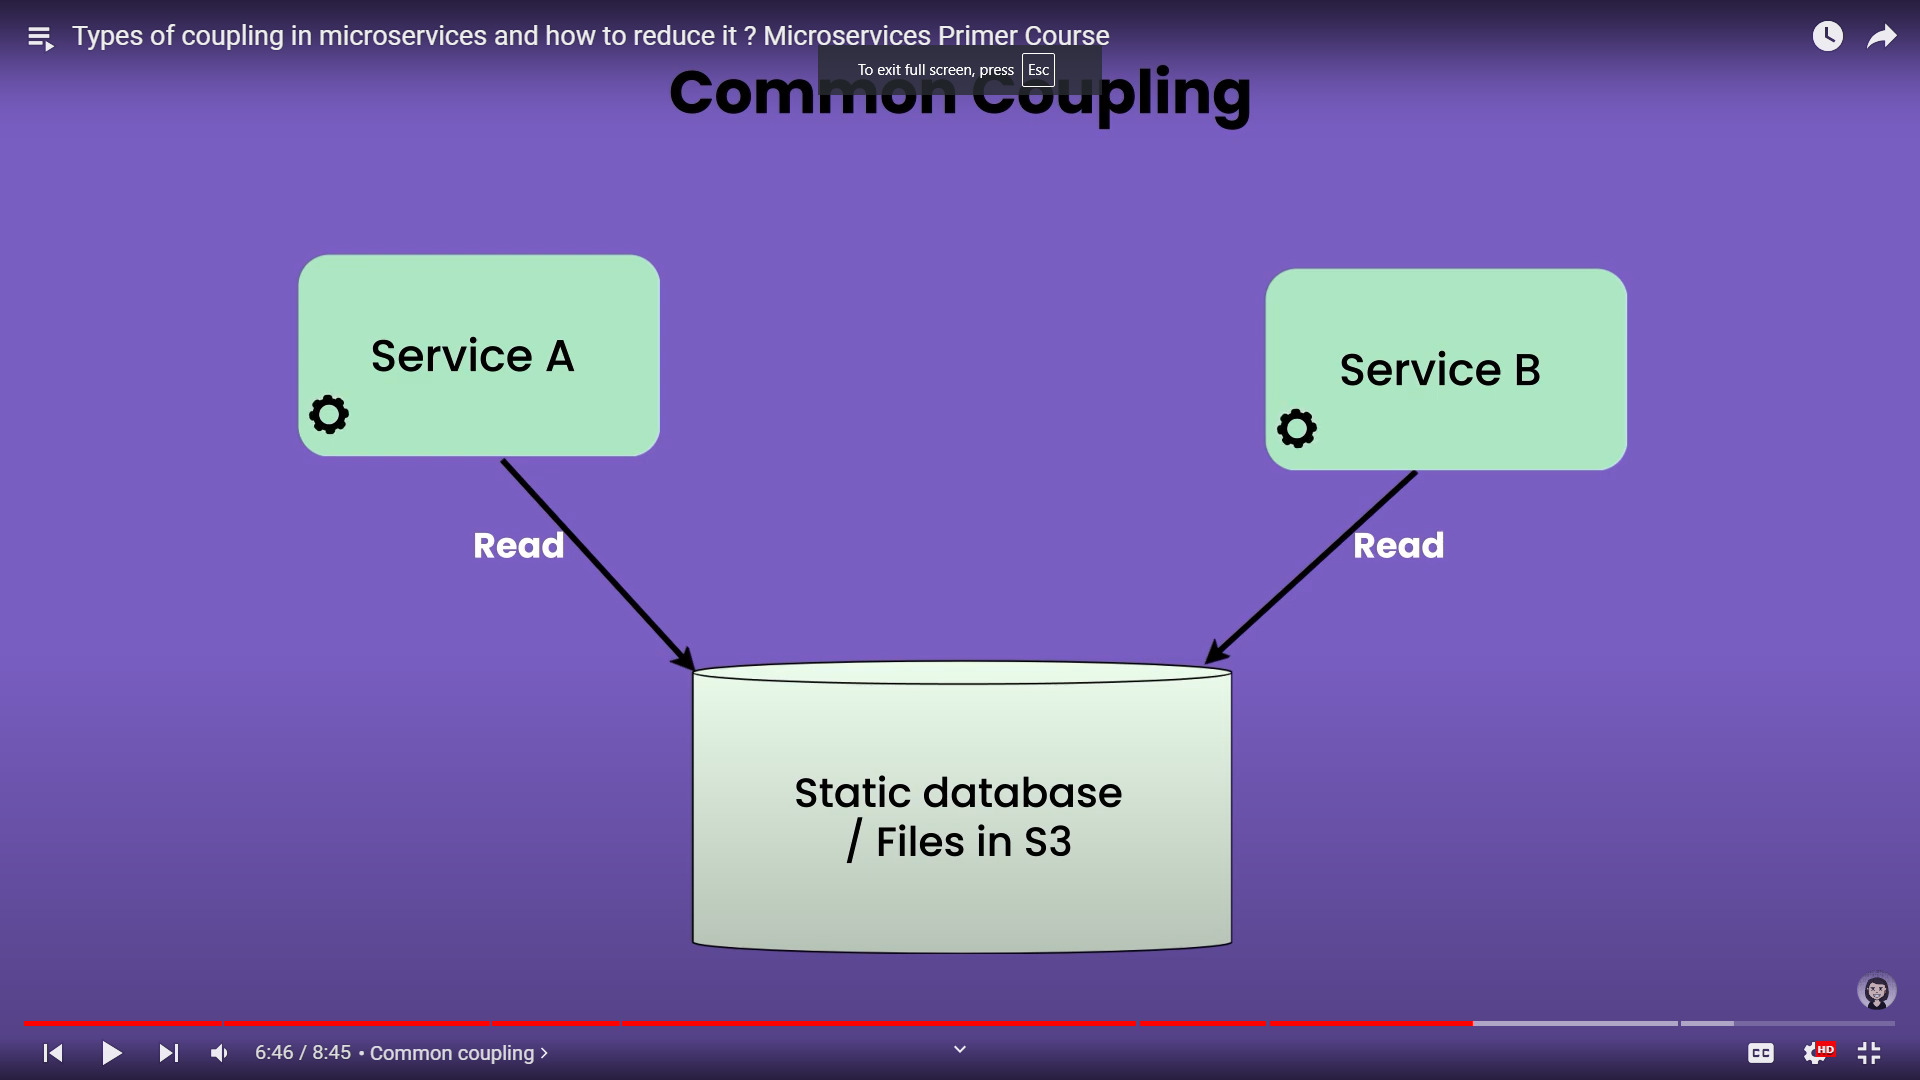 Types of coupling in microservices and how to reduce it ? Microservices Primer Course
To exit full screen, press Esc
Common Coupling
Service A
Service B
Read
Read
Static database
/ Files in S3
6:46 / 8:45 • Common coupling >
CC
HD